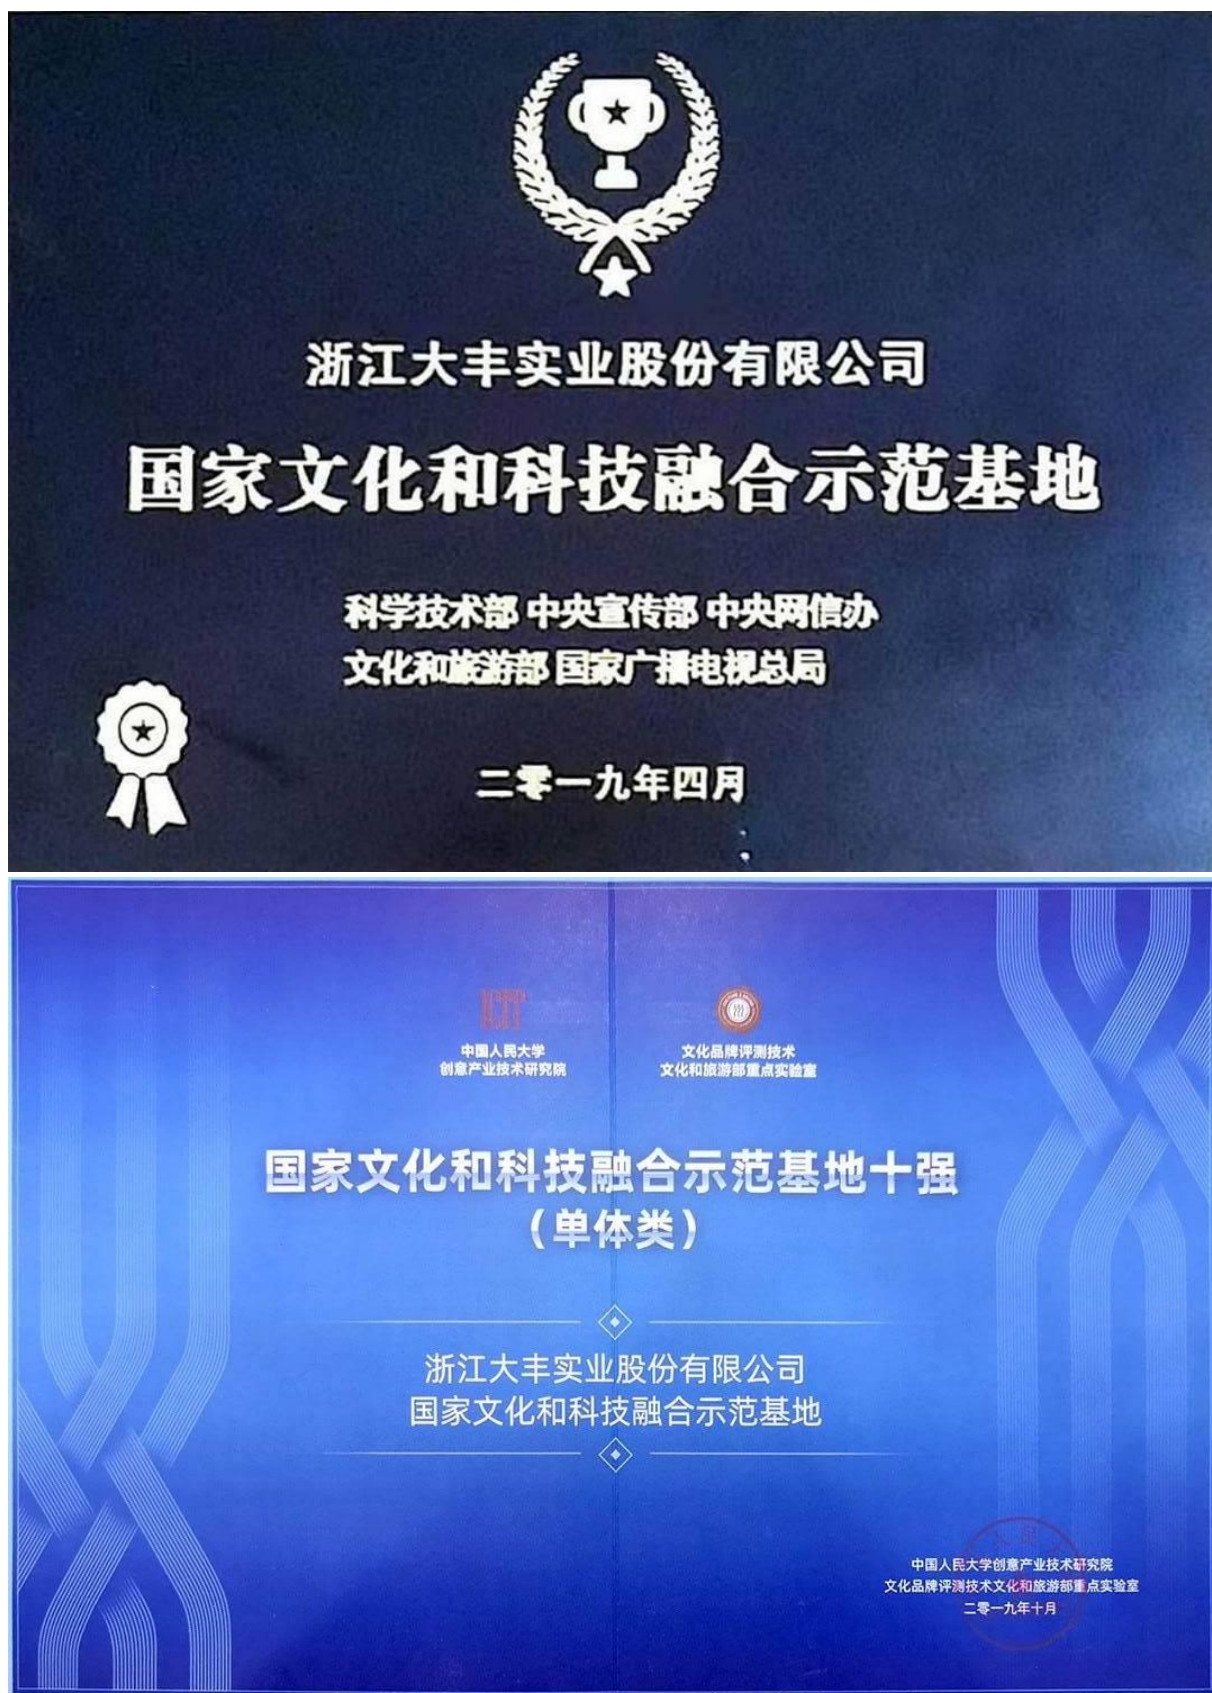 浙江大丰实业股份有限公司
国家文化和科技融合示范基地
科学技术部 中央宣传部 中央网信办
文化和旅游部 国家广播电视总局
二零一九年四月
中国人民大学
创意产业技术研究院
文化品牌评测技术
文化和旅游部重点实验室
国家文化和科技融合示范基地十强
（单体类）
浙江大丰实业股份有限公司
国家文化和科技融合示范基地
中国人民大学创意产业技术研究院
文化品牌评测技术文化和旅游部重点实验室
二零一九年十月